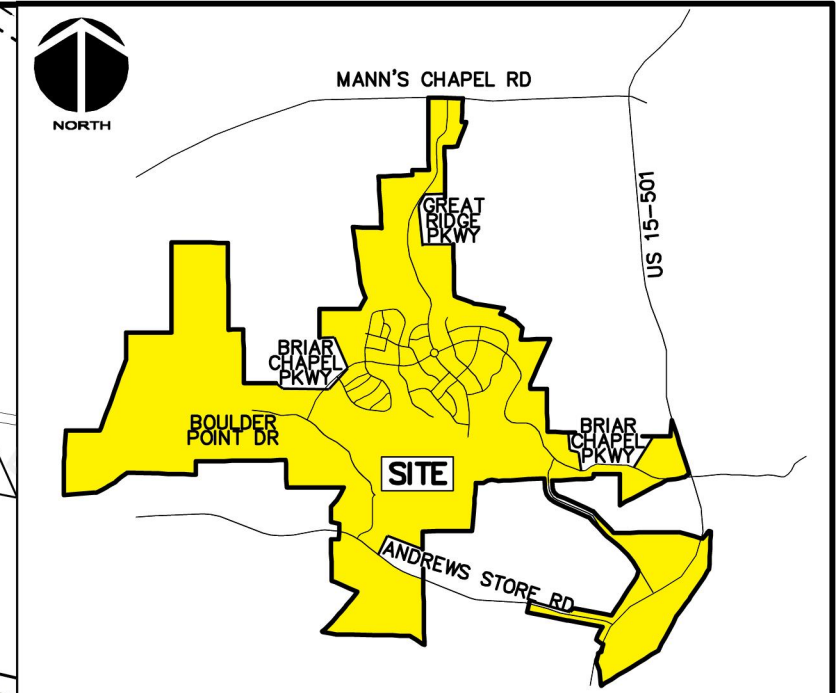 NORTH
MANN'S CHAPEL RD
GREAT
RIDGE
PKWY
US 15-501
BRIAR
CHAPEL
PKWY
BOULDER
POINT DR
BRIAR
CHAPEL
PKWY
SITE
ANDREWS STORE RD